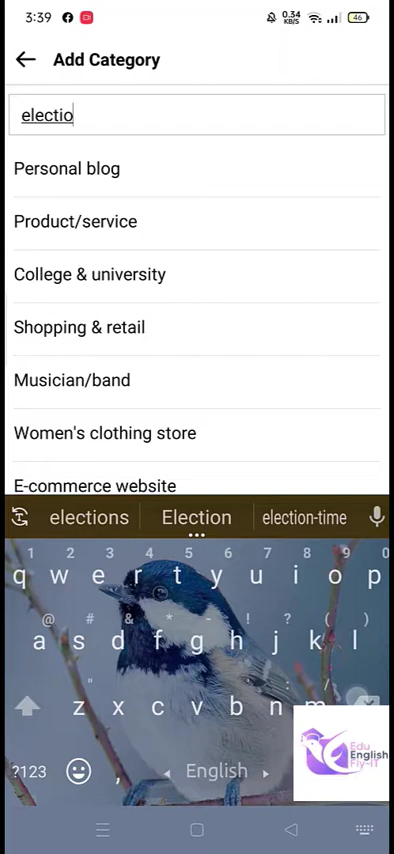 3:39
0.34
KB/S
46
Add Category
electio
Personal blog
Product/service
College & university
Shopping & retail
Musician/band
Women's clothing store
E-commerce website
elections
Election
election-time
1 2 3 4 5 6 7 8 9 0
q w e r t y u i o p
@ # & * - ! ? ( )
a s d f g h j k l
" : /
z x c v b n m
?123 , English
Edu
English
Fly-IT